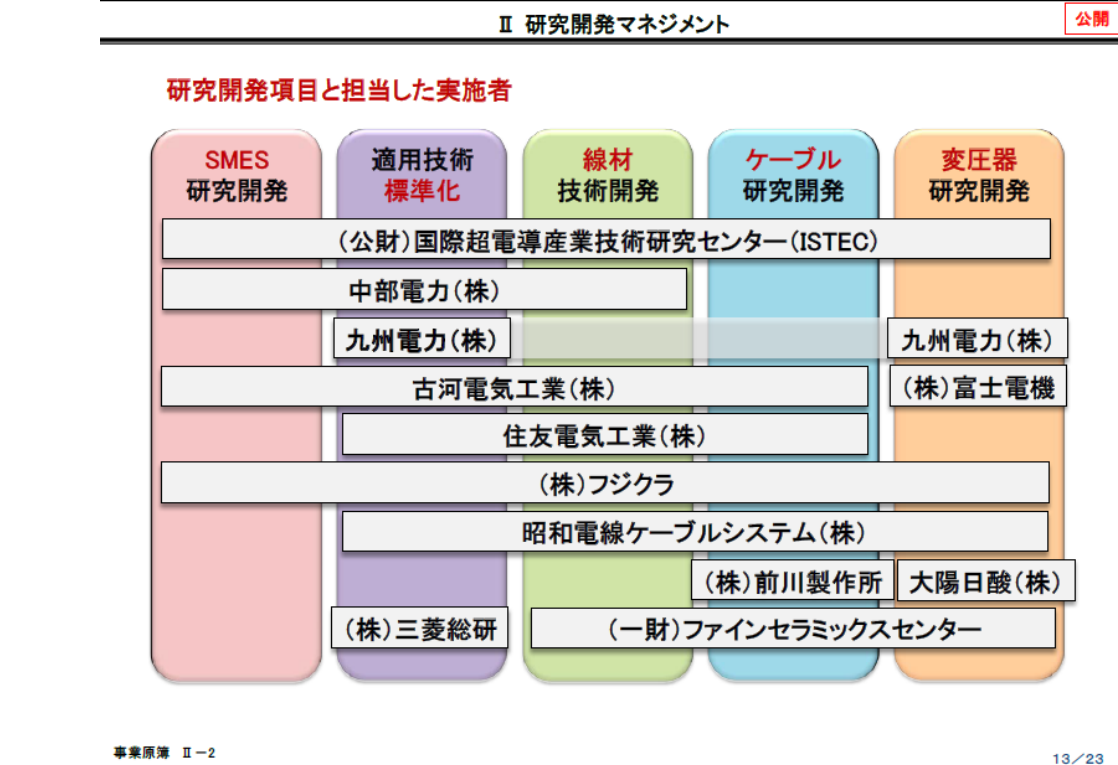 Ⅱ 研究開発マネジメント
公開
研究開発項目と担当した実施者
SMES
研究開発
適用技術
標準化
線材
技術開発
ケーブル
研究開発
変圧器
研究開発
(公財)国際超電導産業技術研究センター(ISTEC)
中部電力(株)
九州電力(株)
九州電力(株)
古河電気工業(株)
(株)富士電機
住友電気工業(株)
(株)フジクラ
昭和電線ケーブルシステム(株)
(株)前川製作所
大陽日酸(株)
(株)三菱総研
(一財)ファインセラミックスセンター
事業原簿 Ⅱ-2
13/23